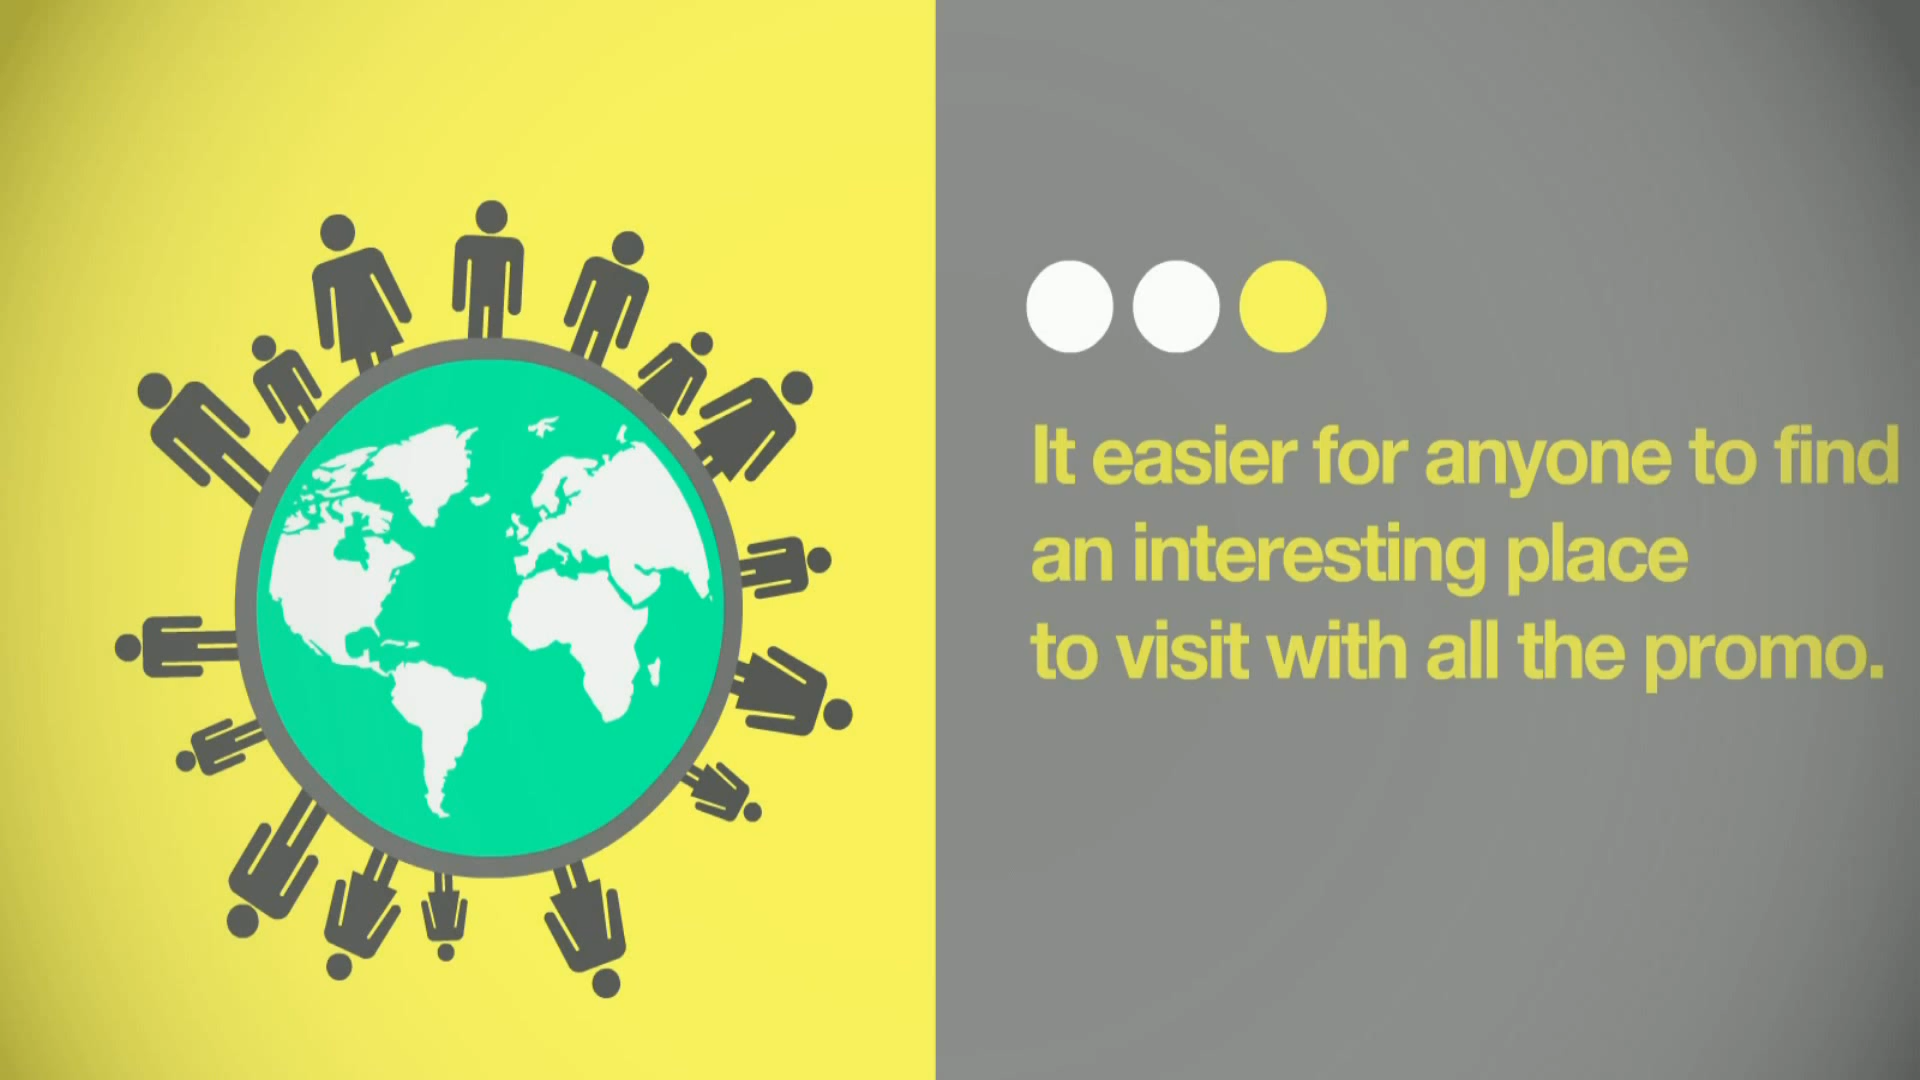 It easier for anyone to find
an interesting place
to visit with all the promo.